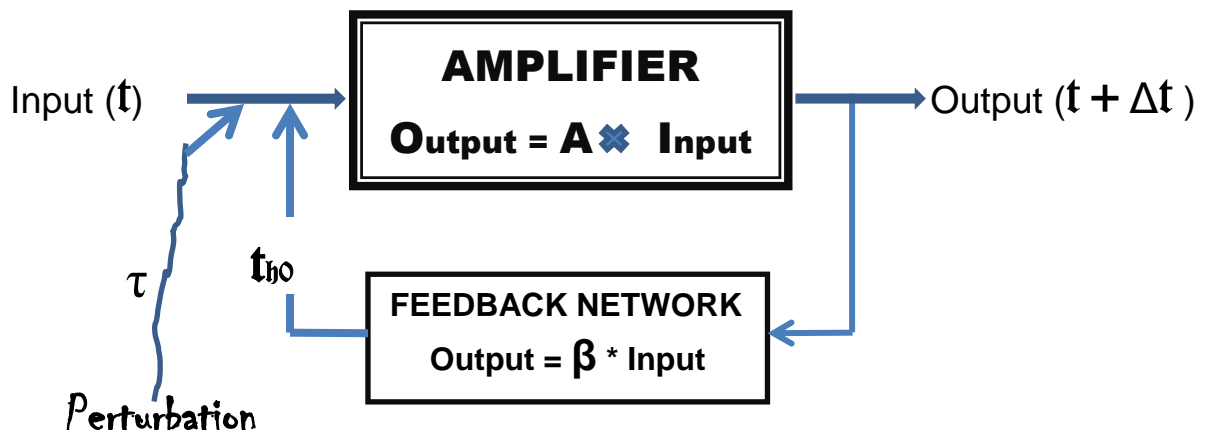 AMPLIFIER
Input (t)
Output = A ✖ Input
Output (t + Δt )
τ
tho
FEEDBACK NETWORK
Output = β * Input
Perturbation